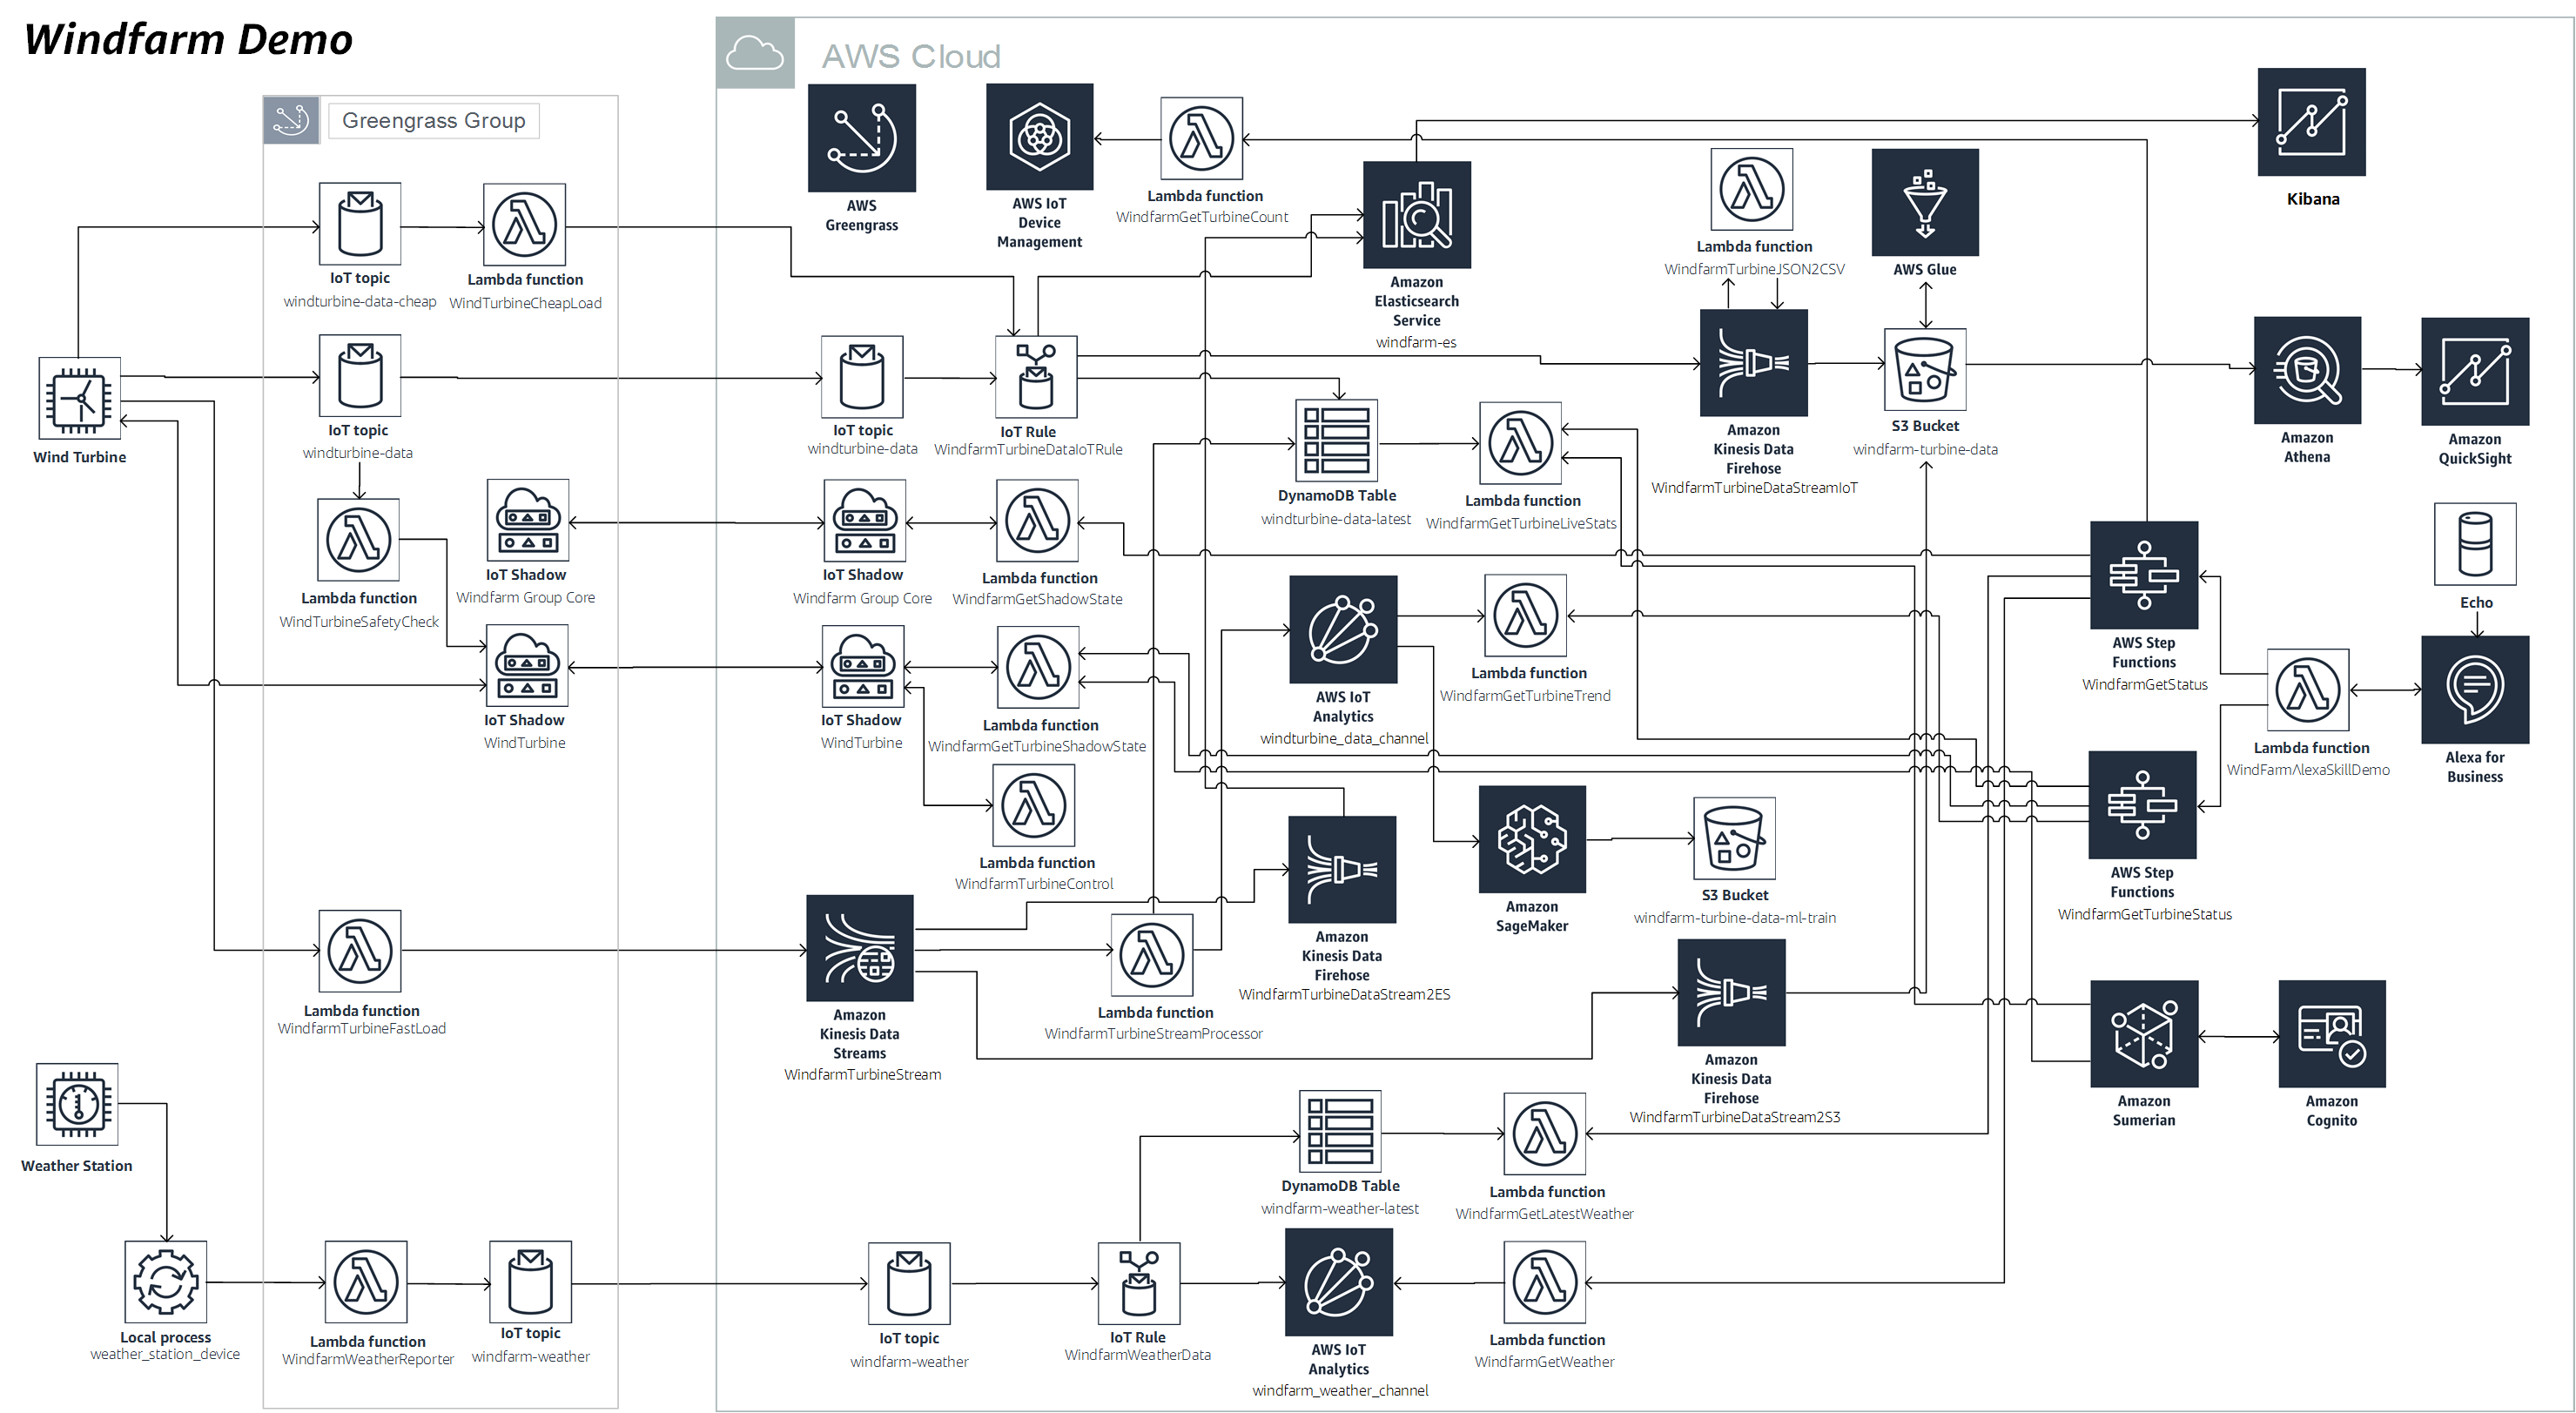 Windfarm Demo
AWS Cloud
Greengrass Group
IoT topic
windturbine-data-cheap
Lambda function
WindTurbineCheapLoad
Wind Turbine
IoT topic
windturbine-data
Lambda function
WindTurbineSafetyCheck
IoT Shadow
Windfarm Group Core
IoT Shadow
WindTurbine
Lambda function
WindfarmTurbineFastLoad
Weather Station
Local process
weather_station_device
Lambda function
WindfarmWeatherReporter
IoT topic
windfarm-weather
AWS
Greengrass
AWS IoT
Device
Management
Lambda function
WindfarmGetTurbineCount
Amazon
Elasticsearch
Service
windfarm-es
Lambda function
WindfarmTurbineJSON2CSV
AWS Glue
Kibana
IoT topic
windturbine-data
IoT Rule
WindfarmTurbineDataIoTRule
DynamoDB Table
windturbine-data-latest
Lambda function
WindfarmGetTurbineLiveStats
Amazon
Kinesis Data
Firehose
WindfarmTurbineDataStreamIoT
S3 Bucket
windfarm-turbine-data
Amazon
Athena
Amazon
QuickSight
IoT Shadow
Windfarm Group Core
Lambda function
WindfarmGetShadowState
IoT Shadow
WindTurbine
Lambda function
WindfarmGetTurbineShadowState
Lambda function
WindfarmTurbineControl
AWS IoT
Analytics
windturbine_data_channel
Lambda function
WindfarmGetTurbineTrend
AWS Step
Functions
WindfarmGetStatus
Echo
Lambda function
WindFarmAlexaSkillDemo
Alexa for
Business
AWS Step
Functions
WindfarmGetTurbineStatus
Amazon
Kinesis Data
Streams
WindfarmTurbineStream
Lambda function
WindfarmTurbineStreamProcessor
Amazon
Kinesis Data
Firehose
WindfarmTurbineDataStream2ES
Amazon
SageMaker
S3 Bucket
windfarm-turbine-data-ml-train
Amazon
Kinesis Data
Firehose
WindfarmTurbineDataStream2S3
Amazon
Sumerian
Amazon
Cognito
DynamoDB Table
windfarm-weather-latest
Lambda function
WindfarmGetLatestWeather
IoT topic
windfarm-weather
IoT Rule
WindfarmWeatherData
AWS IoT
Analytics
windfarm_weather_channel
Lambda function
WindfarmGetWeather